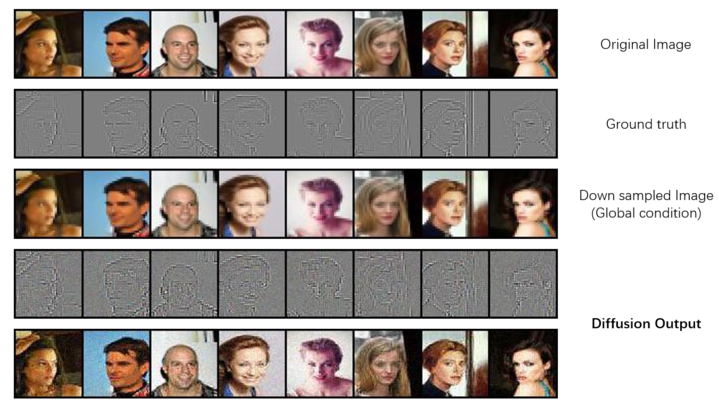 Original Image
Ground truth
Down sampled Image
(Global condition)
Diffusion Output